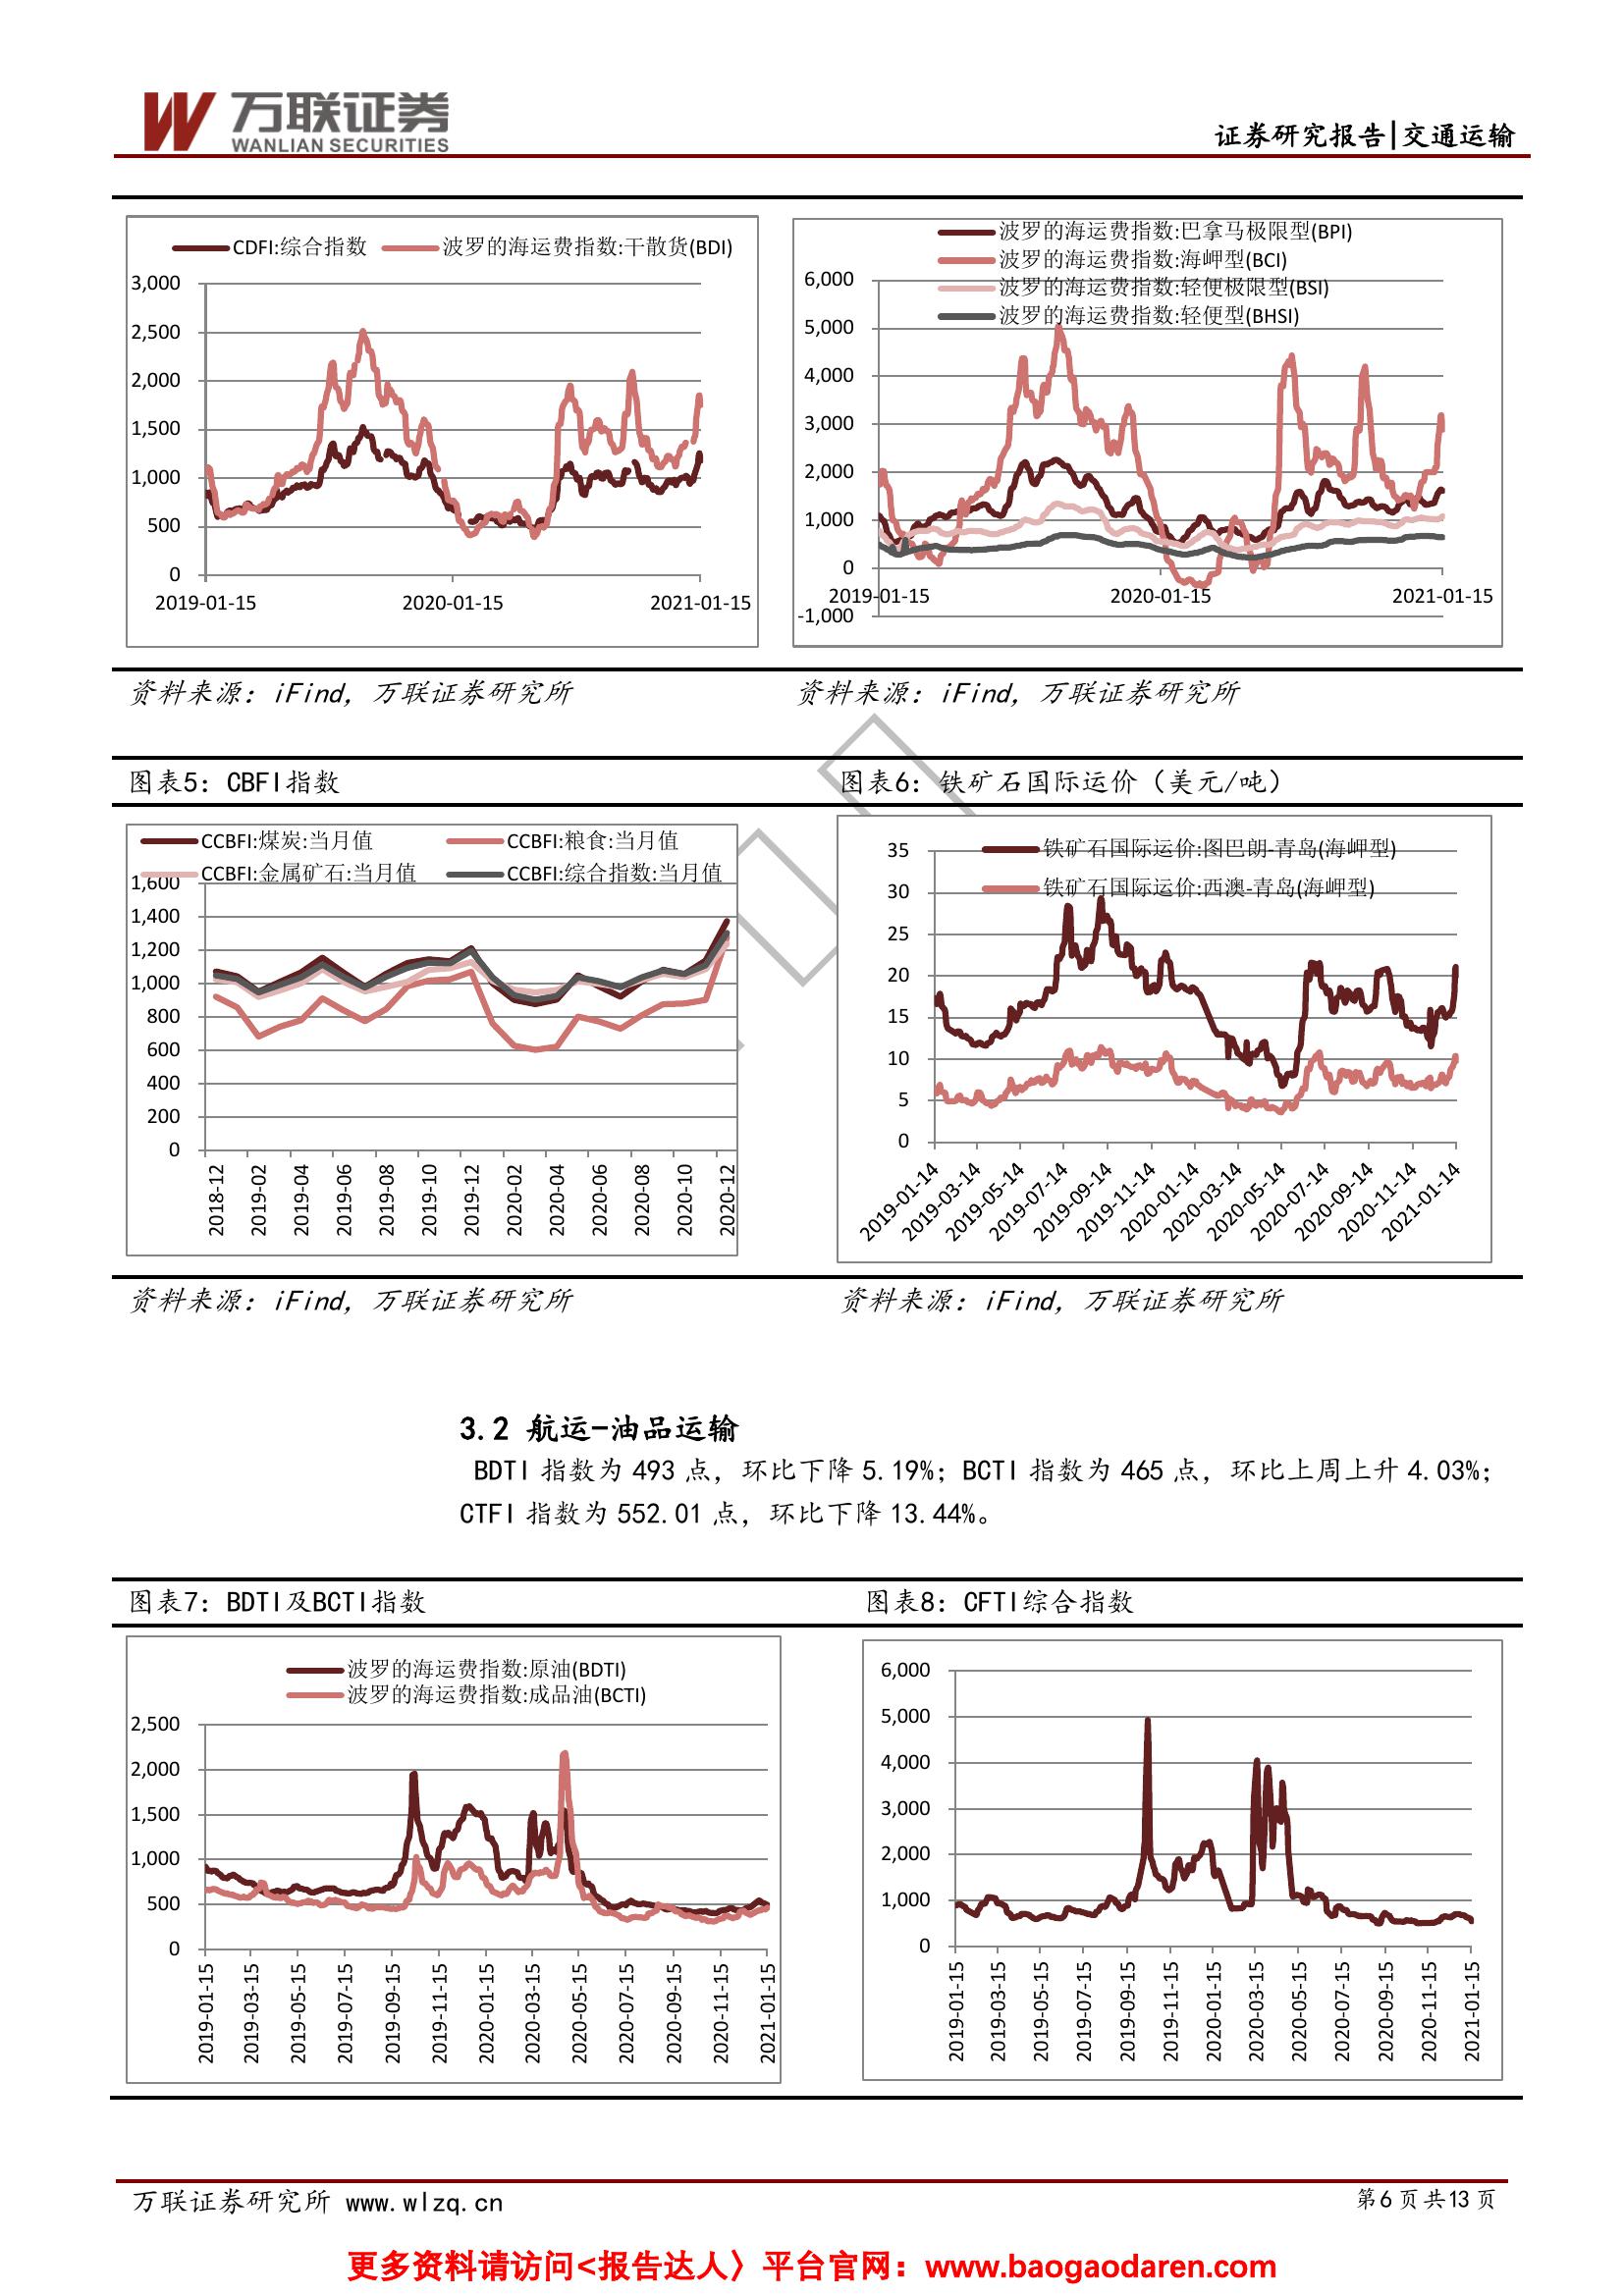 万联证券
WANLIAN SECURITIES
证券研究报告|交通运输
CDFI:综合指数 波罗的海运费指数:干散货(BDI)
3,000
2,500
2,000
1,500
1,000
500
0
2019-01-15 2020-01-15 2021-01-15
波罗的海运费指数:巴拿马极限型(BPI)
波罗的海运费指数:海岬型(BCI)
波罗的海运费指数:轻便极限型(BSI)
波罗的海运费指数:轻便型(BHSI)
6,000
5,000
4,000
3,000
2,000
1,000
0
-1,000
2019-01-15 2020-01-15 2021-01-15
资料来源：iFind，万联证券研究所 资料来源：iFind，万联证券研究所
图表5：CBFI指数 图表6：铁矿石国际运价（美元/吨）
CCBFI:煤炭:当月值 CCBFI:粮食:当月值
CCBFI:金属矿石:当月值 CCBFI:综合指数:当月值
1,600
1,400
1,200
1,000
800
600
400
200
0
2018-12 2019-02 2019-04 2019-06 2019-08 2019-10 2019-12 2020-02 2020-04 2020-06 2020-08 2020-10 2020-12
铁矿石国际运价:图巴朗-青岛(海岬型)
铁矿石国际运价:西澳-青岛(海岬型)
35
30
25
20
15
10
5
0
2019-01-14 2019-03-14 2019-05-14 2019-07-14 2019-09-14 2019-11-14 2020-01-14 2020-03-14 2020-05-14 2020-07-14 2020-09-14 2020-11-14 2021-01-14
资料来源：iFind，万联证券研究所 资料来源：iFind，万联证券研究所
3.2 航运-油品运输
BDTI 指数为 493 点，环比下降 5.19%；BCTI 指数为 465 点，环比上周上升 4.03%；
CTFI 指数为 552.01 点，环比下降 13.44%。
图表7：BDTI及BCTI指数 图表8：CFTI综合指数
波罗的海运费指数:原油(BDTI)
波罗的海运费指数:成品油(BCTI)
2,500
2,000
1,500
1,000
500
0
2019-01-15 2019-03-15 2019-05-15 2019-07-15 2019-09-15 2019-11-15 2020-01-15 2020-03-15 2020-05-15 2020-07-15 2020-09-15 2020-11-15 2021-01-15
6,000
5,000
4,000
3,000
2,000
1,000
0
2019-01-15 2019-03-15 2019-05-15 2019-07-15 2019-09-15 2019-11-15 2020-01-15 2020-03-15 2020-05-15 2020-07-15 2020-09-15 2020-11-15 2021-01-15
万联证券研究所 www.wlzq.cn 第6页共13页
更多资料请访问<报告达人〉平台官网：www.baogaodaren.com